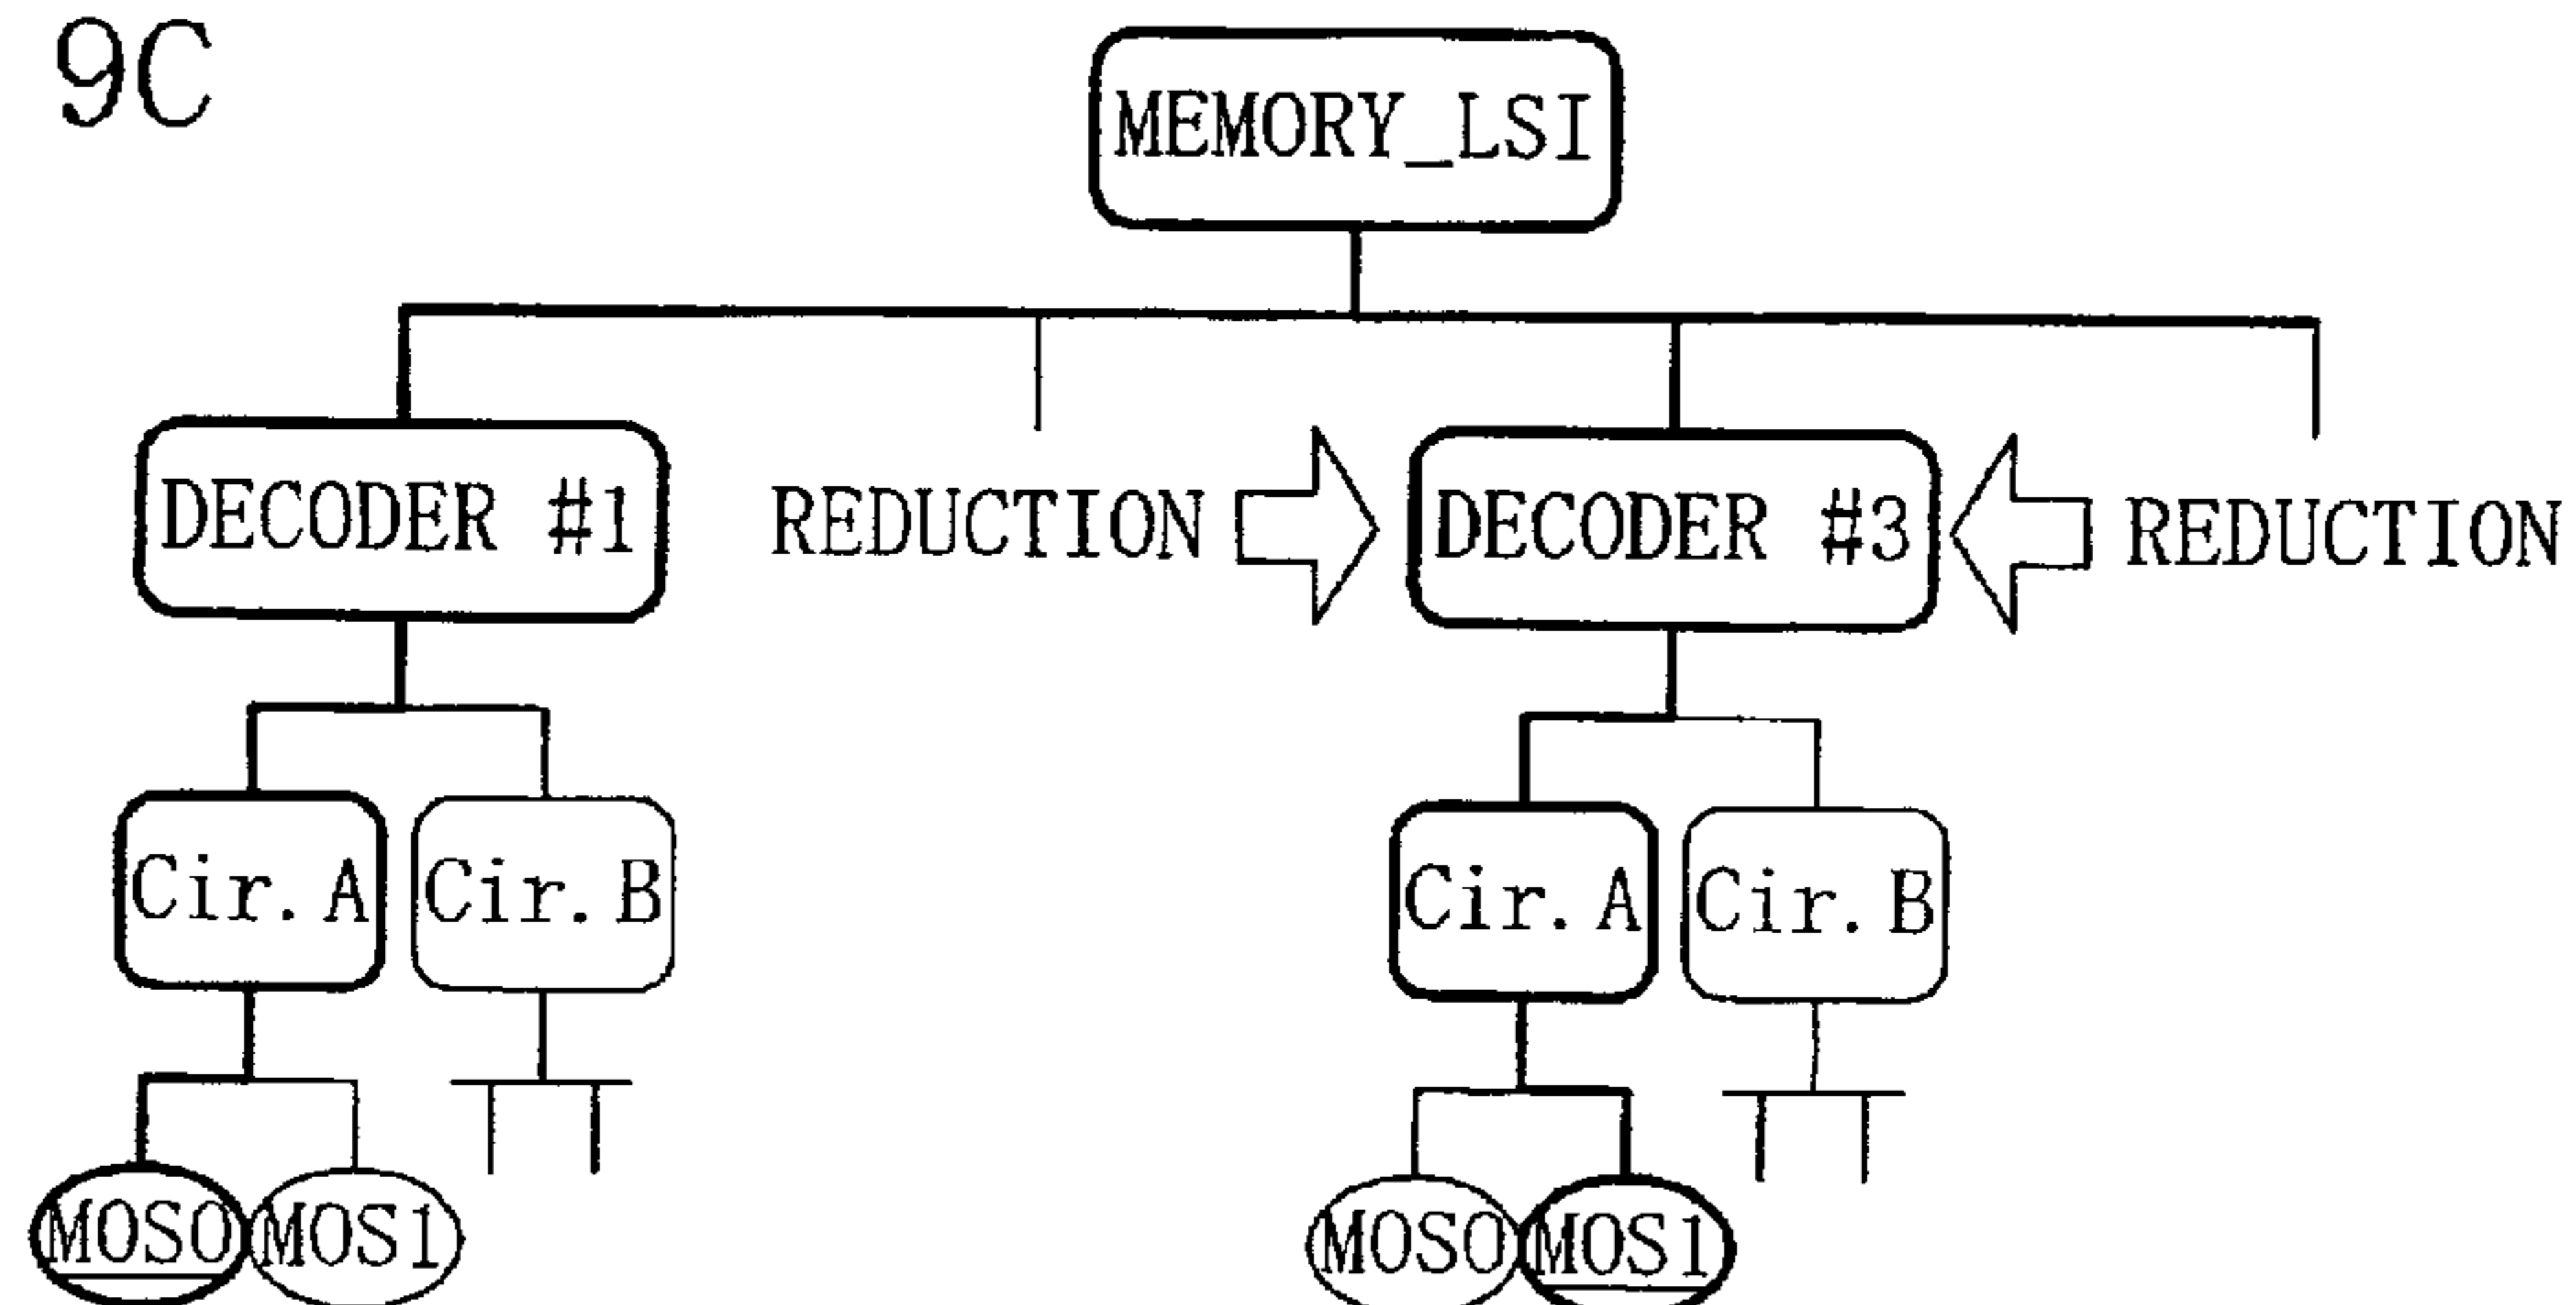 9C
MEMORY_LSI
DECODER #1
REDUCTION
DECODER #3
REDUCTION
Cir. A
Cir. B
Cir. A
Cir. B
MOS0
MOS1
MOS0
MOS1